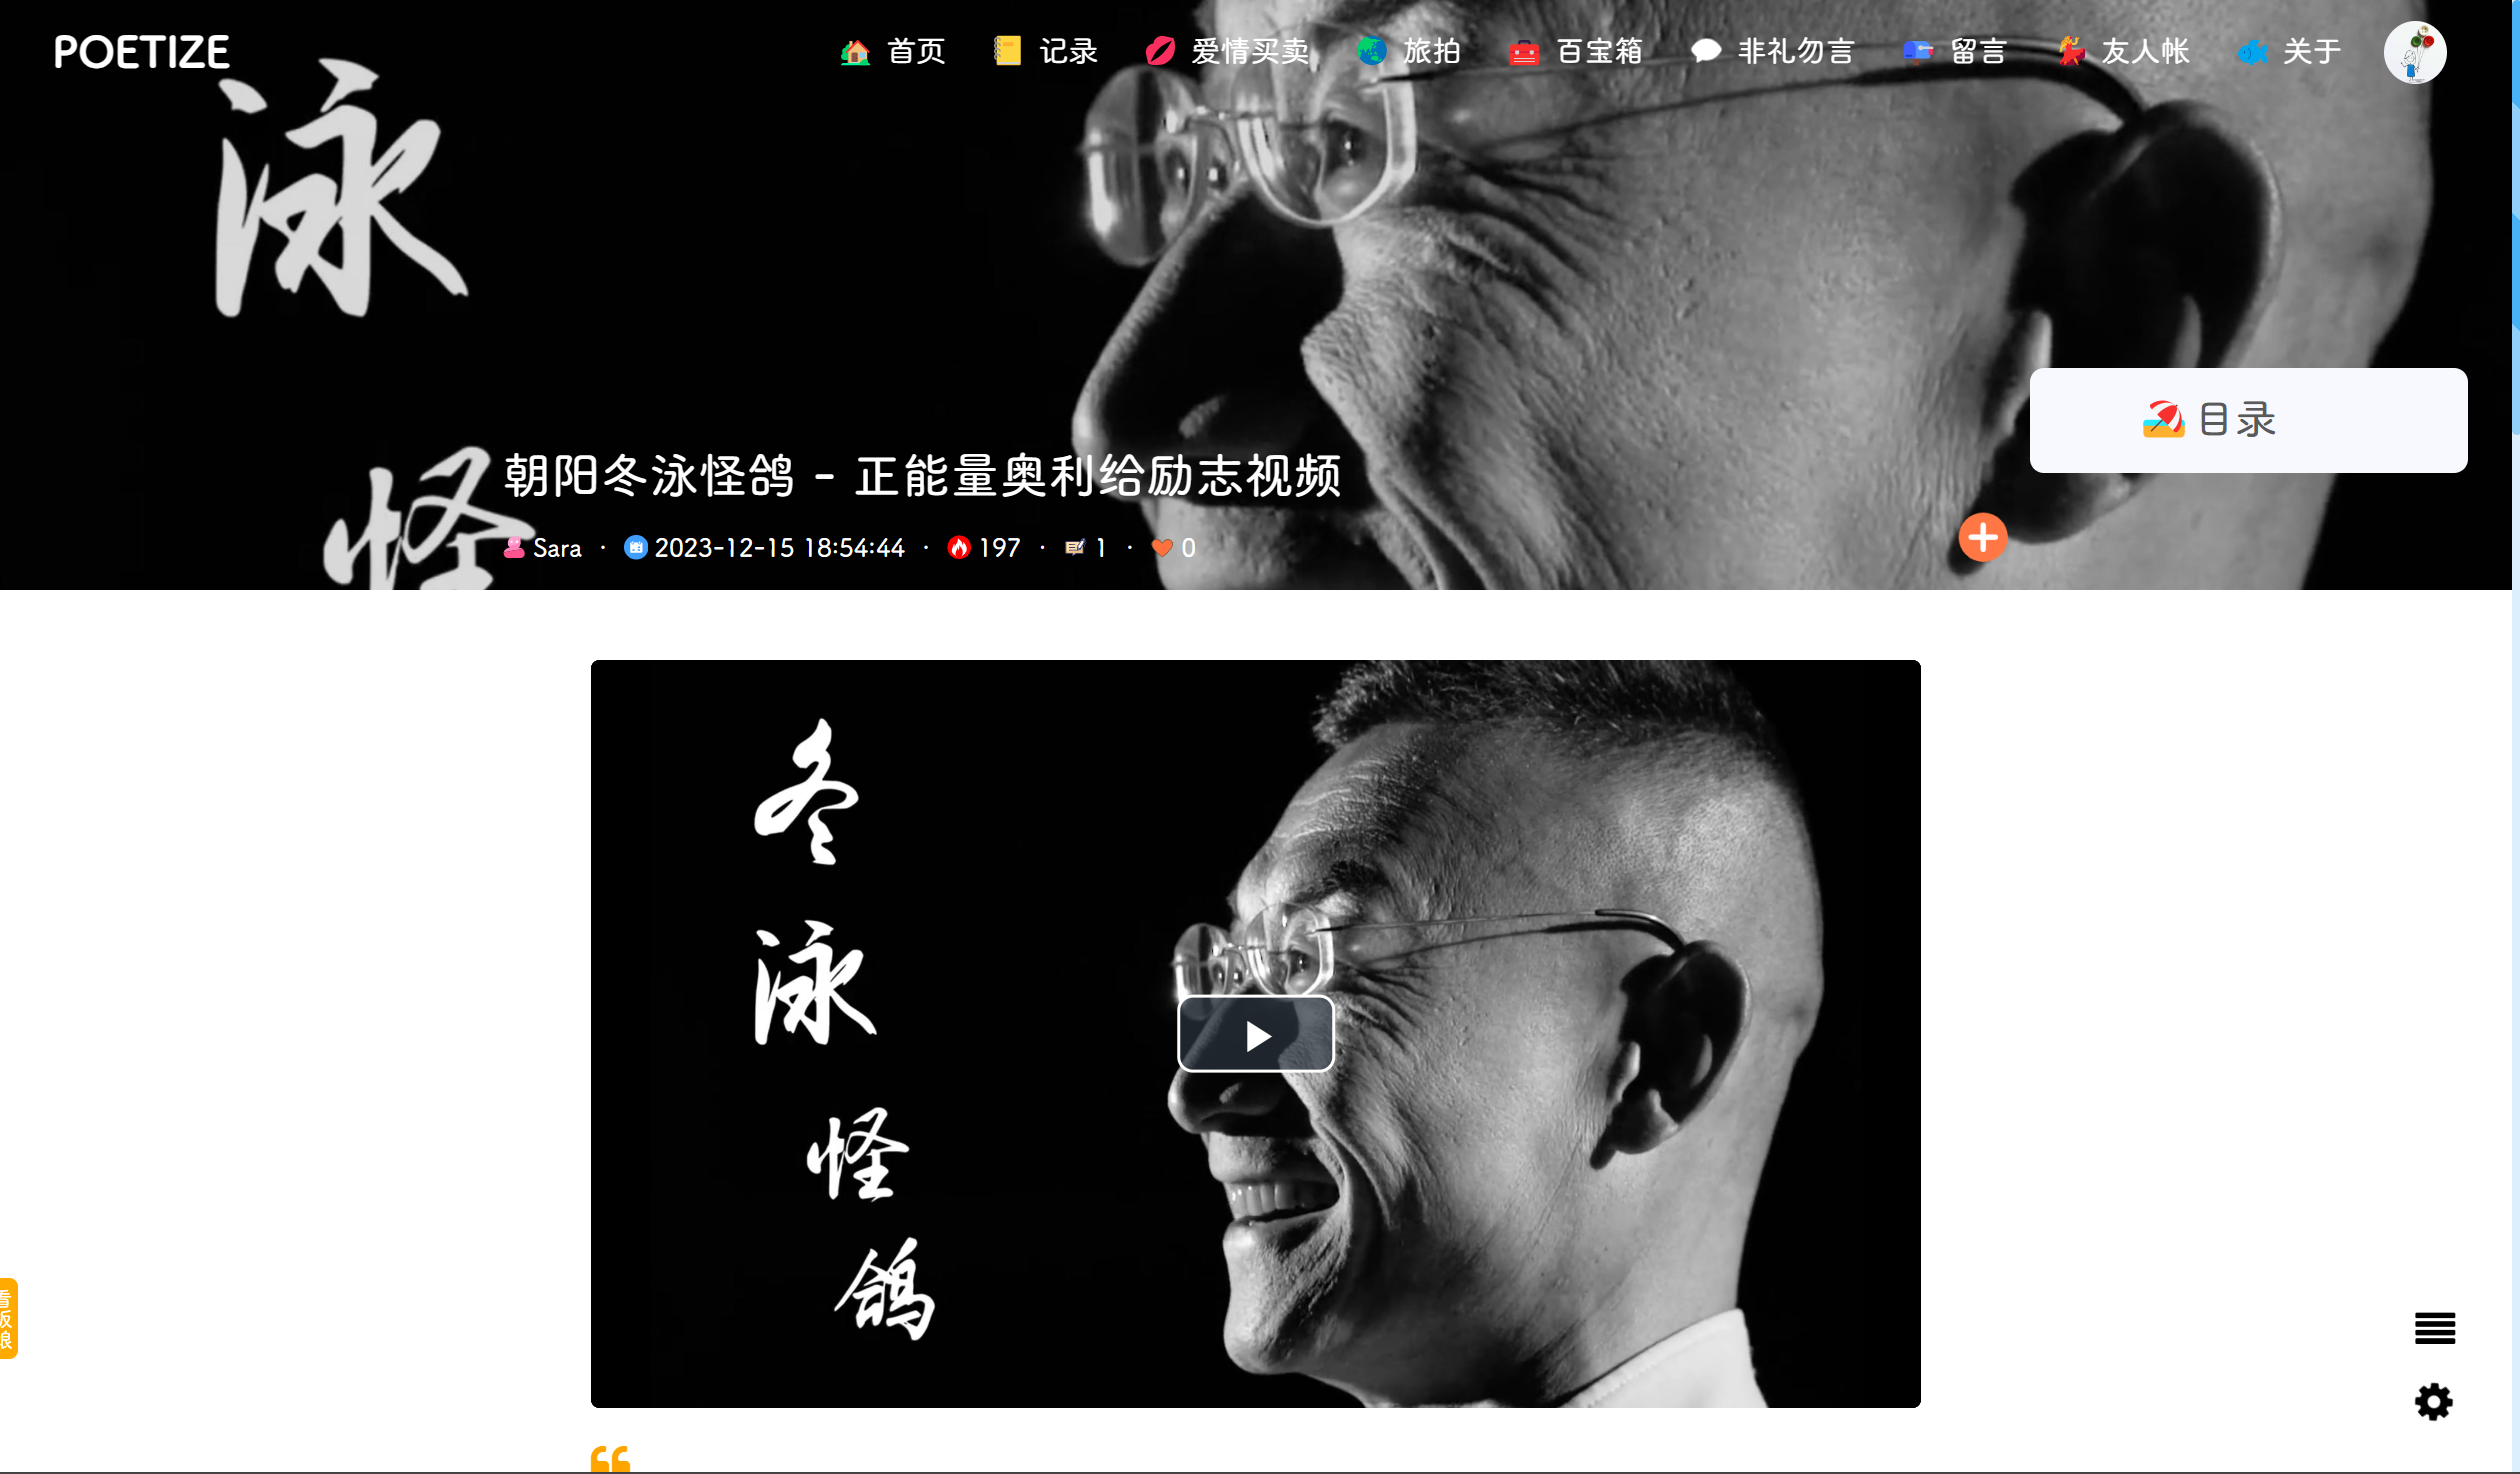 POETIZE
首页
记录
爱情买卖
旅拍
百宝箱
非礼勿言
留言
友人帐
关于
泳
怪
目录
朝阳冬泳怪鸽 - 正能量奥利给励志视频
Sara · 2023-12-15 18:54:44 · 197 · 1 · 0
冬
泳
怪
鸽
看
板
娘